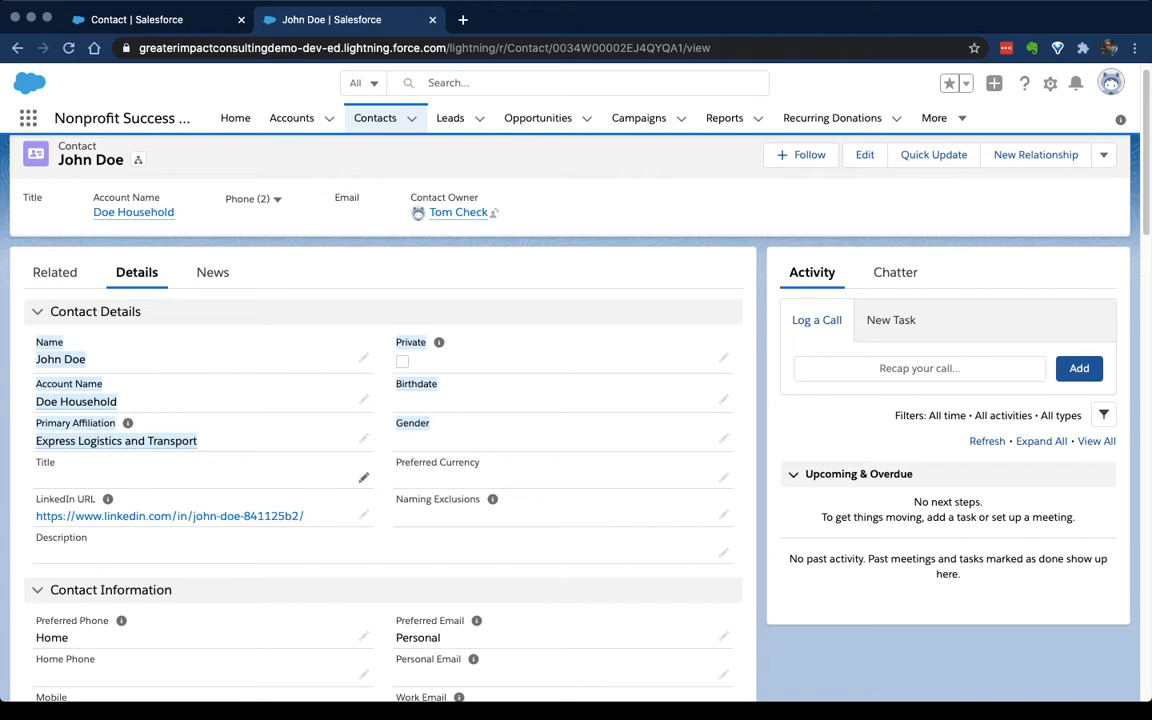 Contact | Salesforce
John Doe | Salesforce
greaterimpactconsultingdemo-dev-ed.lightning.force.com/lightning/r/Contact/0034W00002EJ4QYQA1/view
All
Search...
Nonprofit Success ...
Home
Accounts
Contacts
Leads
Opportunities
Campaigns
Reports
Recurring Donations
More
Contact
John Doe
Follow
Edit
Quick Update
New Relationship
Title
Account Name
Doe Household
Phone (2)
Email
Contact Owner
Tom Check
Related
Details
News
Contact Details
Name
John Doe
Private
Account Name
Doe Household
Birthdate
Primary Affiliation
Express Logistics and Transport
Gender
Title
Preferred Currency
LinkedIn URL
https://www.linkedin.com/in/john-doe-841125b2/
Naming Exclusions
Description
Contact Information
Preferred Phone
Home
Preferred Email
Personal
Home Phone
Personal Email
Mobile
Work Email
Activity
Chatter
Log a Call
New Task
Recap your call...
Add
Filters: All time • All activities • All types
Refresh • Expand All • View All
Upcoming & Overdue
No next steps.
To get things moving, add a task or set up a meeting.
No past activity. Past meetings and tasks marked as done show up
here.